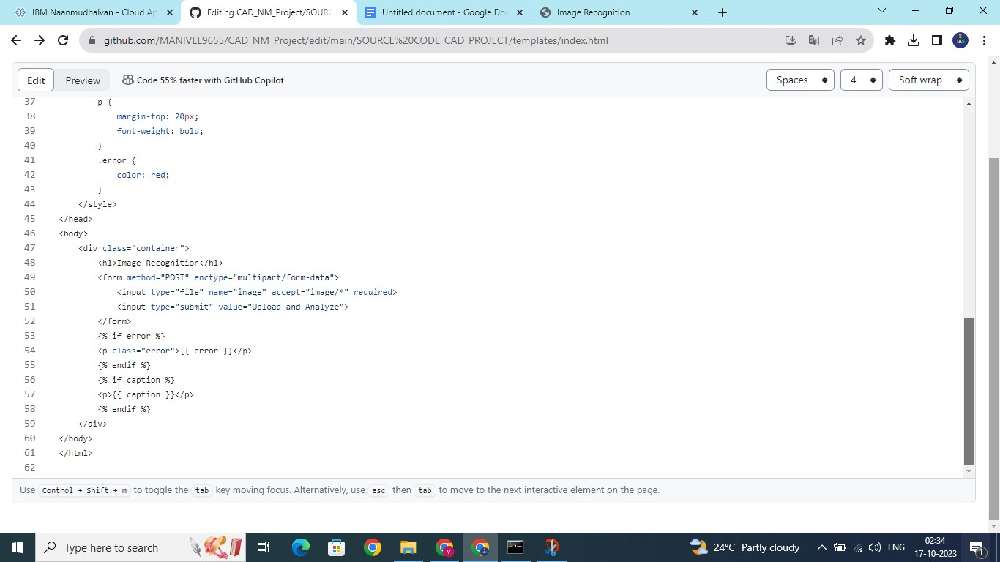 IBM Naanmudhalvan - Cloud Ap
Editing CAD_NM_Project/SOURC
Untitled document - Google Do
Image Recognition
github.com/MANIVEL9655/CAD_NM_Project/edit/main/SOURCE%20CODE_CAD_PROJECT/templates/index.html
Edit Preview Code 55% faster with GitHub Copilot Spaces 4 Soft wrap
37 p {
38 margin-top: 20px;
39 font-weight: bold;
40 }
41 .error {
42 color: red;
43 }
44 </style>
45 </head>
46 <body>
47 <div class="container">
48 <h1>Image Recognition</h1>
49 <form method="POST" enctype="multipart/form-data">
50 <input type="file" name="image" accept="image/*" required>
51 <input type="submit" value="Upload and Analyze">
52 </form>
53 {% if error %}
54 <p class="error">{{ error }}</p>
55 {% endif %}
56 {% if caption %}
57 <p>{{ caption }}</p>
58 {% endif %}
59 </div>
60 </body>
61 </html>
62
Use Control + Shift + m to toggle the tab key moving focus. Alternatively, use esc then tab to move to the next interactive element on the page.
Type here to search
24°C Partly cloudy
ENG
02:34
17-10-2023
1